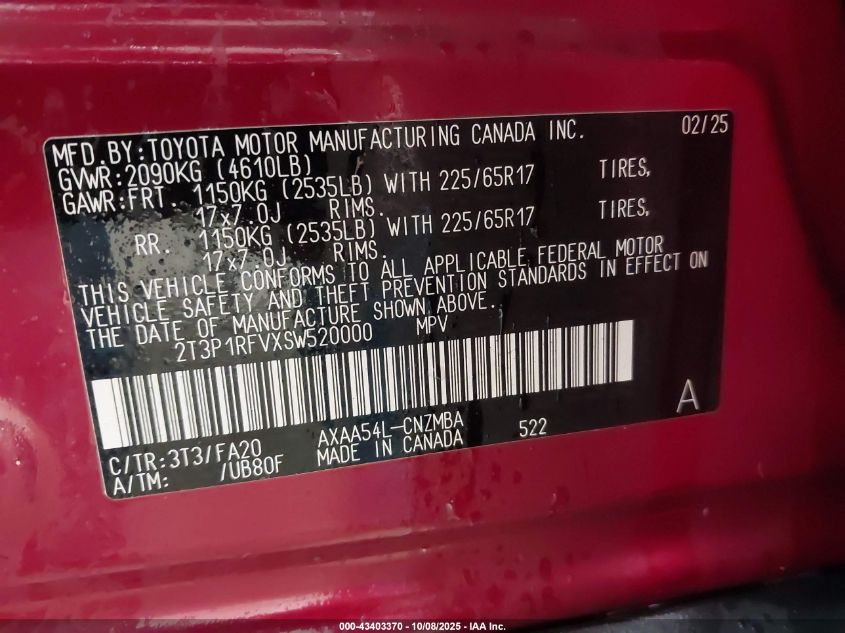 MFD.BY:TOYOTA MOTOR MANUFACTURING CANADA INC. 02/25
GVWR:2090KG (4610LB)
GAWR:FRT. 1150KG (2535LB) WITH 225/65R17 TIRES,
17x7.0J RIMS.
RR. 1150KG (2535LB) WITH 225/65R17 TIRES,
17x7.0J RIMS.
THIS VEHICLE CONFORMS TO ALL APPLICABLE FEDERAL MOTOR
VEHICLE SAFETY AND THEFT PREVENTION STANDARDS IN EFFECT ON
THE DATE OF MANUFACTURE SHOWN ABOVE.
2T3P1RFVXSW520000 MPV
A
C/TR:3T3/FA20 AXAA54L-CNZMBA 522
A/TM: /UB80F MADE IN CANADA
000-43403370 - 10/08/2025 - IAA Inc.